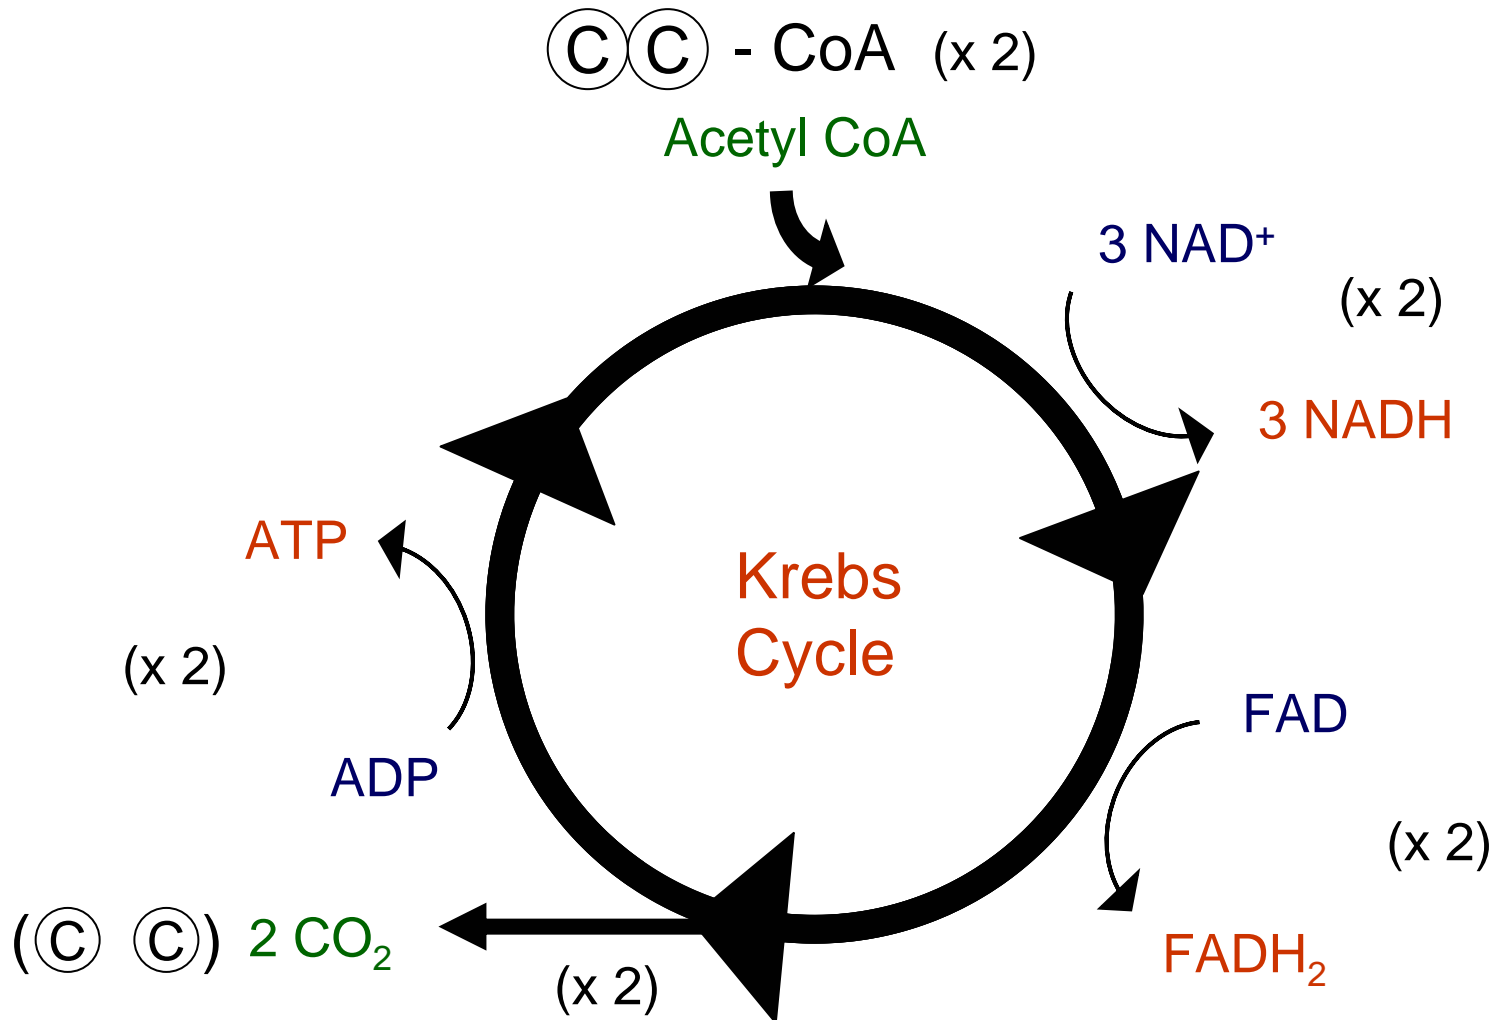 C C - CoA (x 2)
Acetyl CoA
3 NAD⁺
(x 2)
3 NADH
ATP
Krebs
Cycle
(x 2)
ADP
FAD
(x 2)
(C C) 2 CO₂
(x 2)
FADH₂